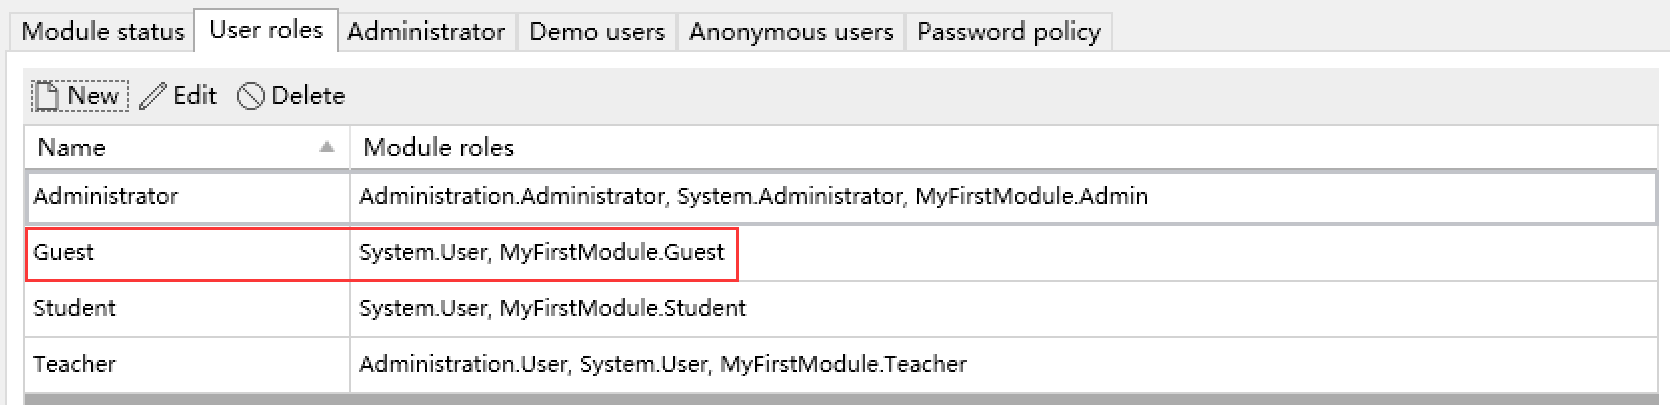 Module status User roles Administrator Demo users Anonymous users Password policy
New Edit Delete
Name Module roles
Administrator Administration.Administrator, System.Administrator, MyFirstModule.Admin
Guest System.User, MyFirstModule.Guest
Student System.User, MyFirstModule.Student
Teacher Administration.User, System.User, MyFirstModule.Teacher